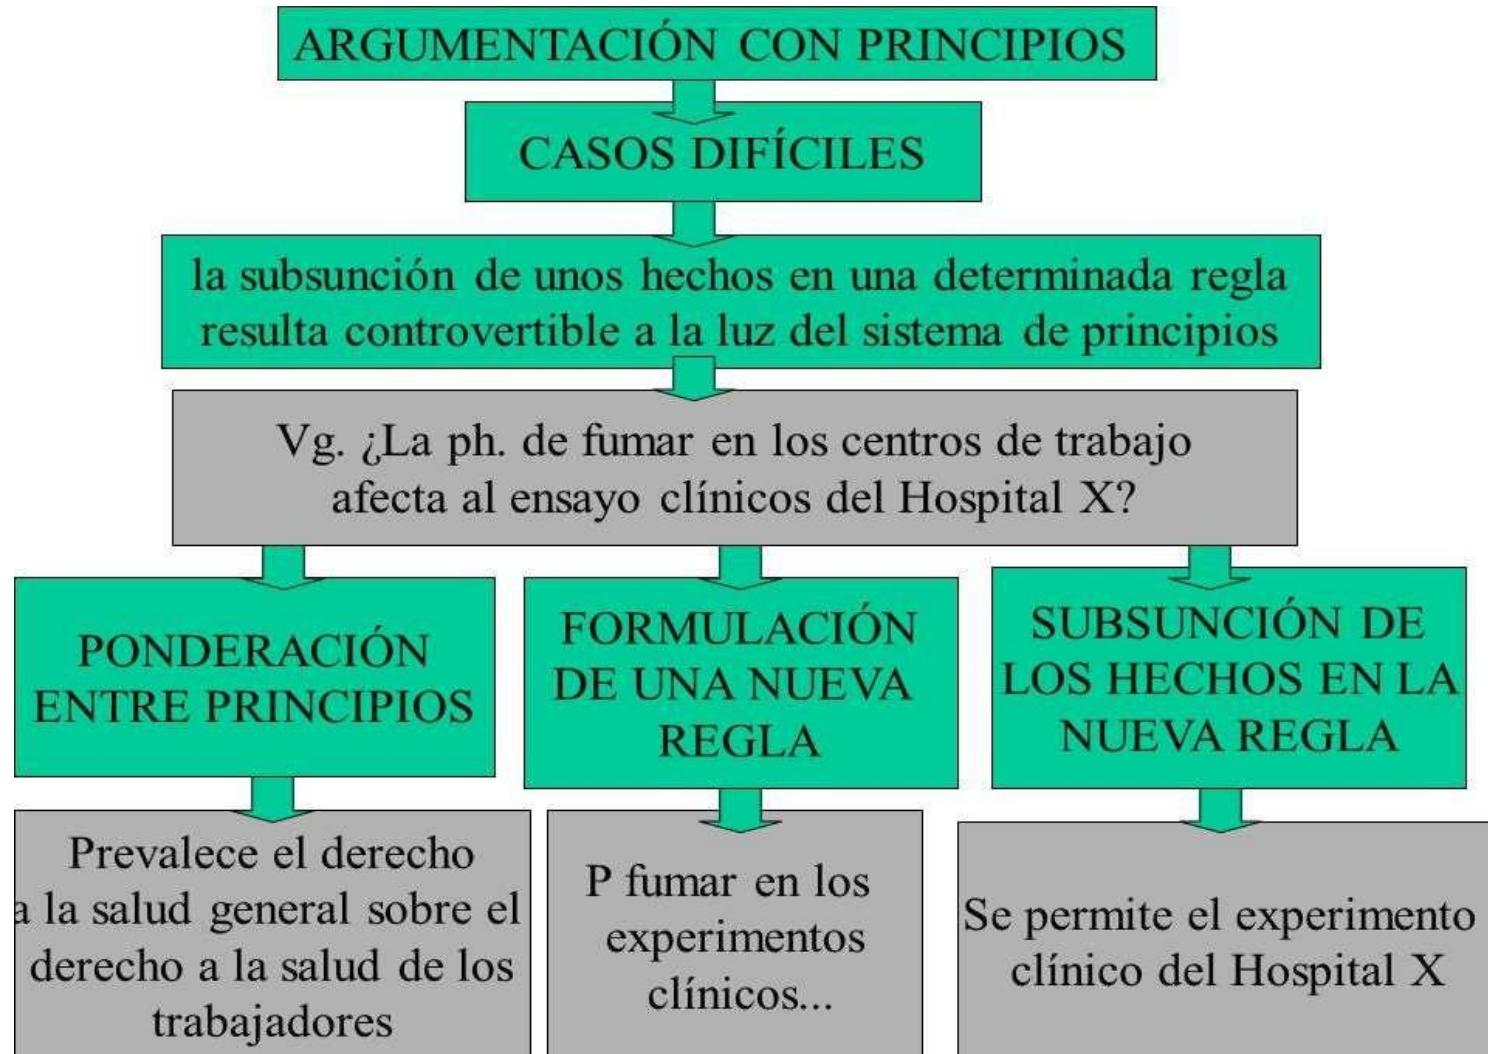 ARGUMENTACIÓN CON PRINCIPIOS
CASOS DIFÍCILES
la subsunción de unos hechos en una determinada regla
resulta controvertible a la luz del sistema de principios
Vg. ¿La ph. de fumar en los centros de trabajo
afecta al ensayo clínicos del Hospital X?
PONDERACIÓN
ENTRE PRINCIPIOS
FORMULACIÓN
DE UNA NUEVA
REGLA
SUBSUNCIÓN DE
LOS HECHOS EN LA
NUEVA REGLA
Prevalece el derecho
a la salud general sobre el
derecho a la salud de los
trabajadores
P fumar en los
experimentos
clínicos...
Se permite el experimento
clínico del Hospital X